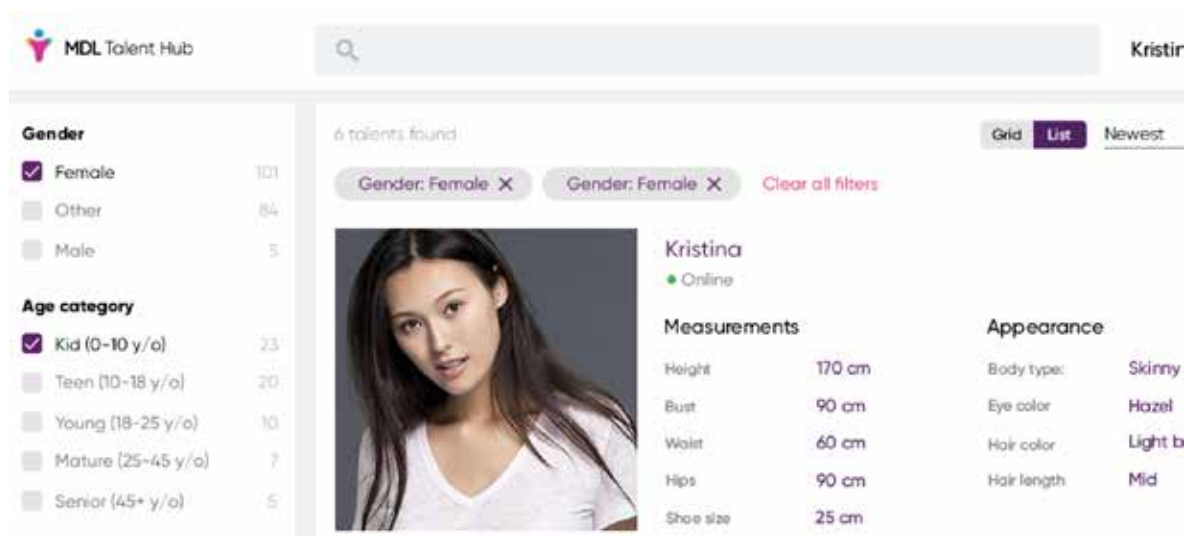 MDL Talent Hub
Kristin
Gender
Female 101
Other 84
Male 5
Age category
Kid (0-10 y/o) 23
Teen (10-18 y/o) 20
Young (18-25 y/o) 10
Mature (25-45 y/o) 7
Senior (45+ y/o) 5
6 talents found
Grid List Newest
Gender: Female X Gender: Female X Clear all filters
Kristina
Online
Measurements
Height 170 cm
Bust 90 cm
Waist 60 cm
Hips 90 cm
Shoe size 25 cm
Appearance
Body type: Skinny
Eye color Hazel
Hair color Light b
Hair length Mid